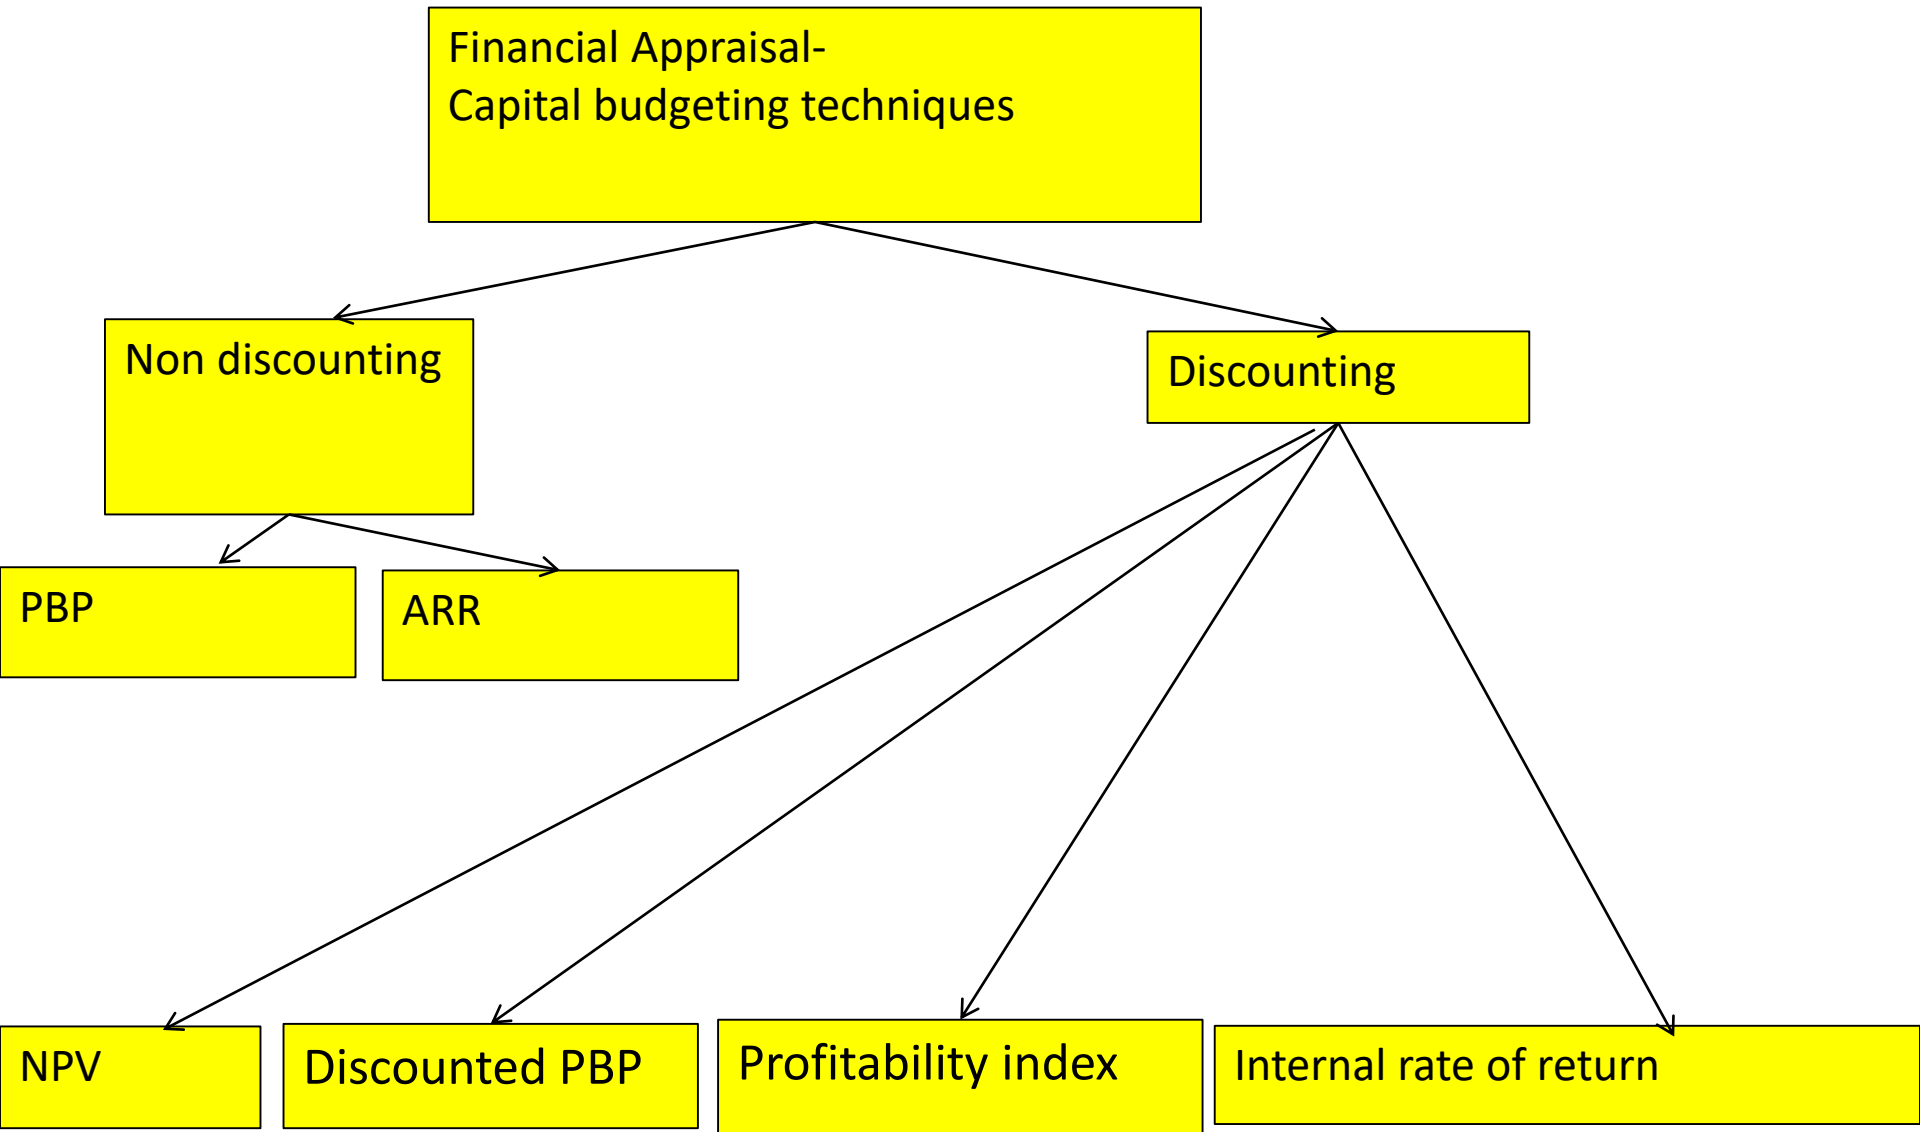 Financial Appraisal-
Capital budgeting techniques
Non discounting
Discounting
PBP
ARR
NPV
Discounted PBP
Profitability index
Internal rate of return